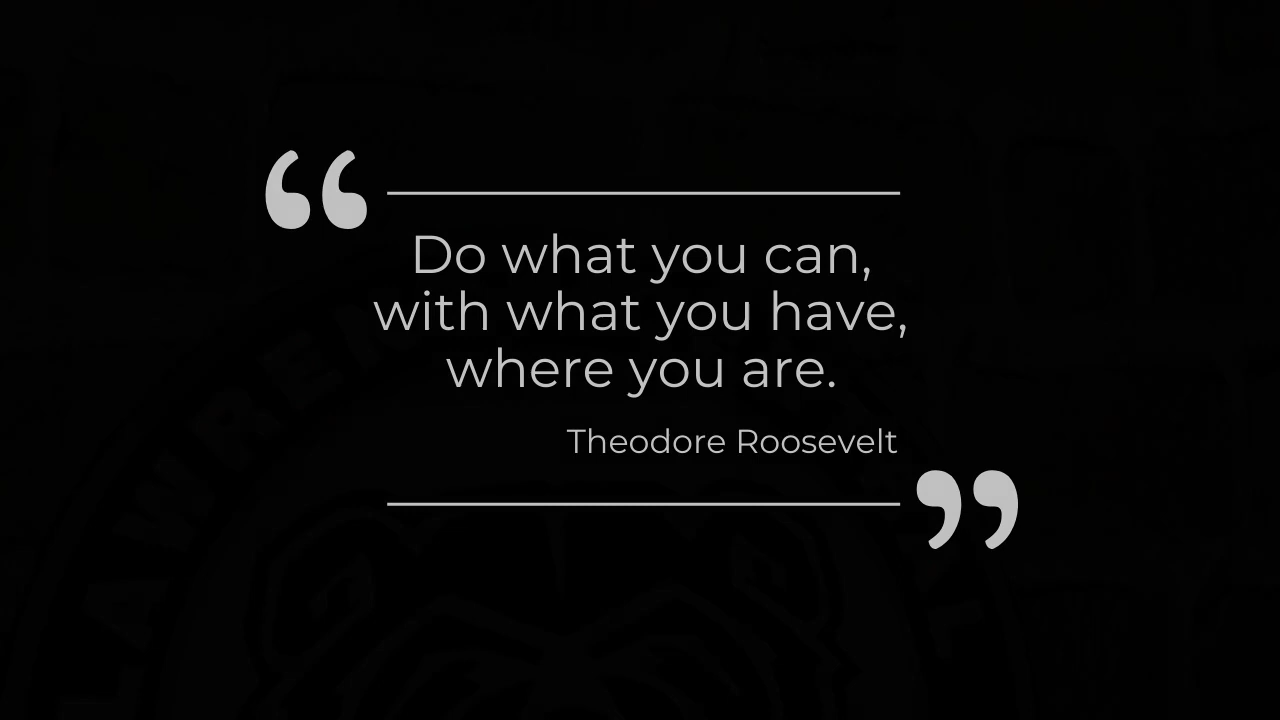 “
Do what you can,
with what you have,
where you are.
Theodore Roosevelt
”